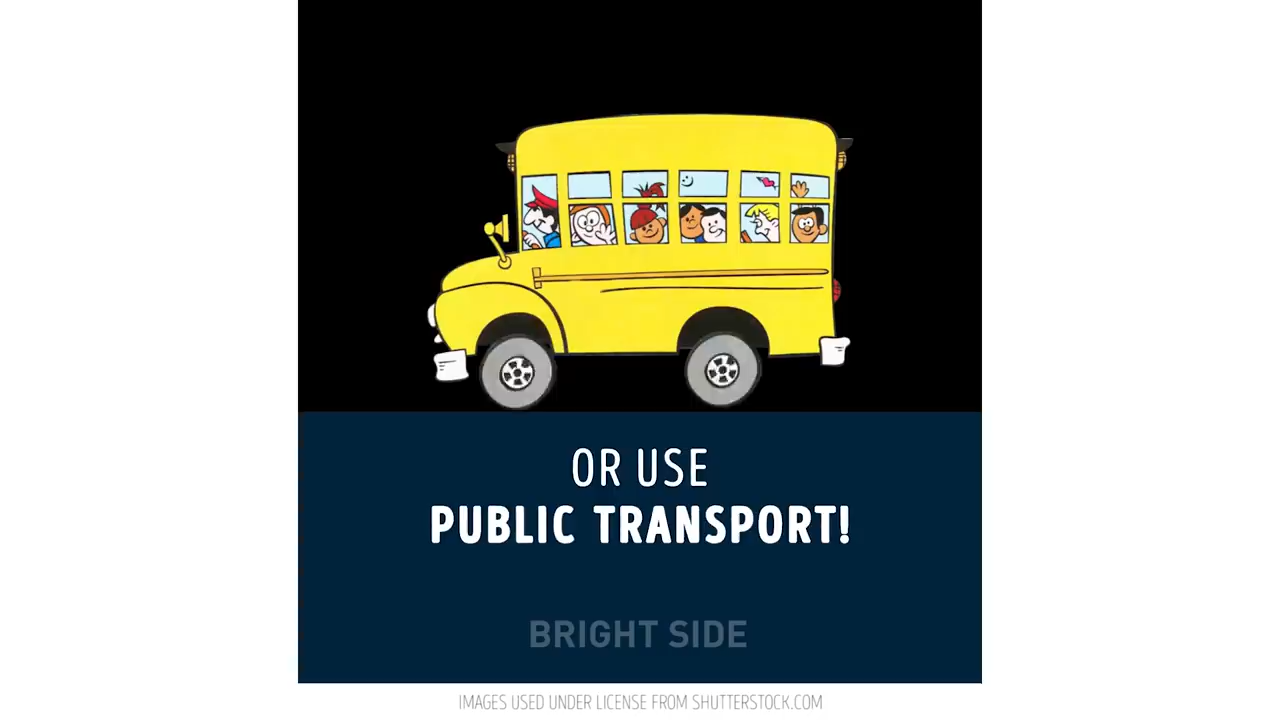 OR USE
PUBLIC TRANSPORT!
BRIGHT SIDE
IMAGES USED UNDER LICENSE FROM SHUTTERSTOCK.COM